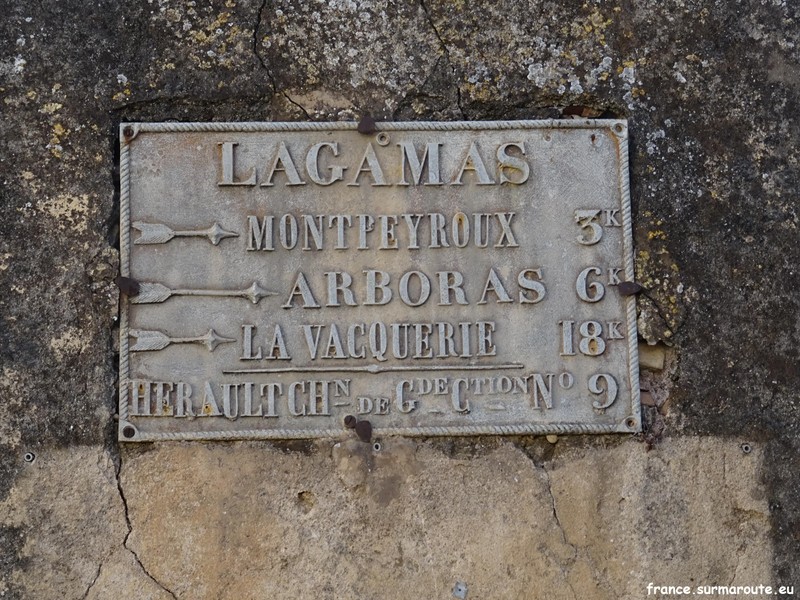 LAGAMAS
MONTPEYROUX 3K
ARBORAS 6K
LA VACQUERIE 18K
HERAULT CHN DE GDE CTION NO 9
france.surmaroute.eu